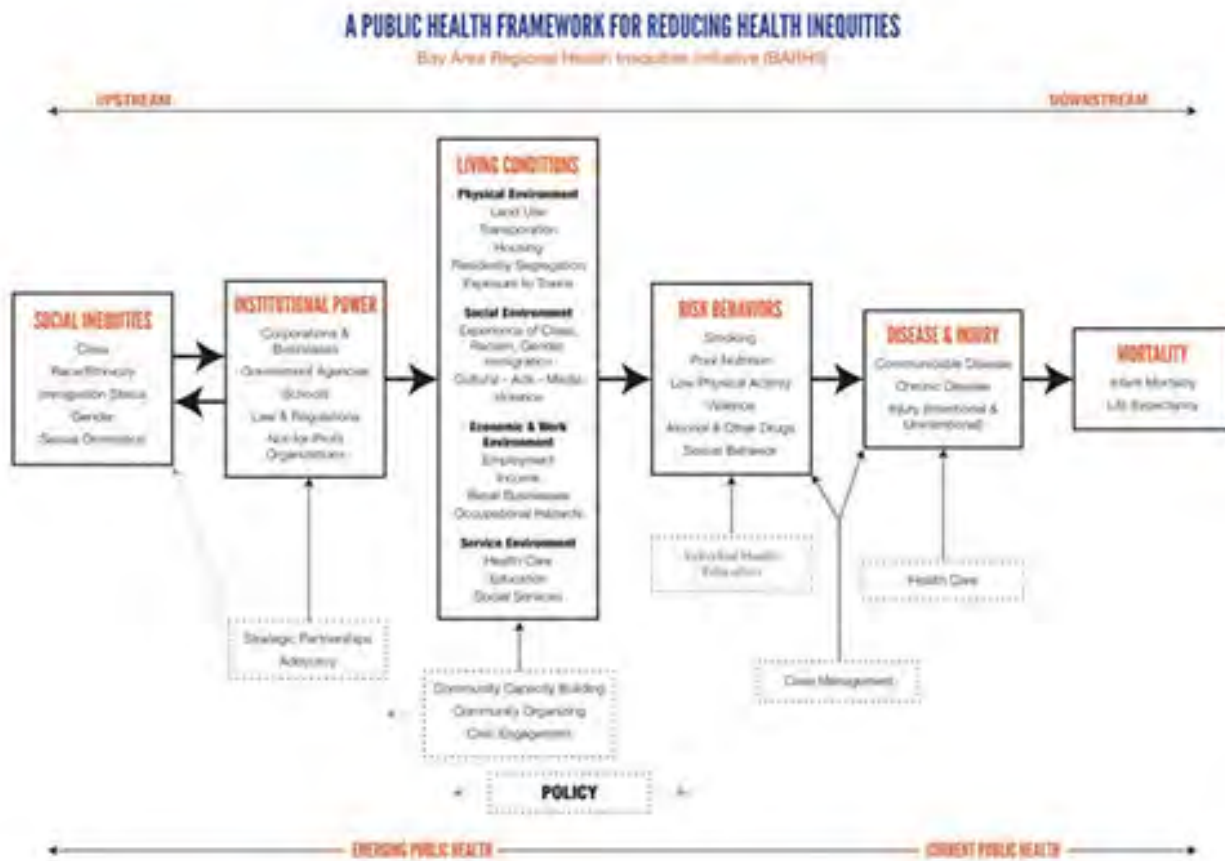 A PUBLIC HEALTH FRAMEWORK FOR REDUCING HEALTH INEQUITIES
Bay Area Regional Health Inequities Initiative (BARHII)
UPSTREAM
DOWNSTREAM
SOCIAL INEQUITIES
Class
Race/Ethnicity
Immigration Status
Gender
Sexual Orientation
INSTITUTIONAL POWER
Corporations &
Businesses
Government Agencies
Schools
Law & Regulations
Not-for-Profit
Organizations
LIVING CONDITIONS
Physical Environment
Land Use
Transporation
Housing
Segregation
Exposure to Toxins
Social Environment
Experience of Class,
Racism, Gender,
Immigration
Cultural - Ads - Media
Violence
Economic & Work
Environment
Employment
Income
Retail Businesses
Occupational Hazards
Service Environment
Health Care
Education
Social Services
RISK BEHAVIORS
Smoking
Poor Nutrition
Low Physical Activity
Violence
Alcohol & Other Drugs
Sexual Behavior
DISEASE & INJURY
Communicable Disease
Chronic Disease
Injury (Intentional &
Unintentional)
MORTALITY
Infant Mortality
Life Expectancy
Strategic Partnerships
Advocacy
Community Capacity Building
Community Organizing
Civic Engagement
Individual Health
Education
Health Care
Case Management
POLICY
EMERGING PUBLIC HEALTH
CURRENT PUBLIC HEALTH